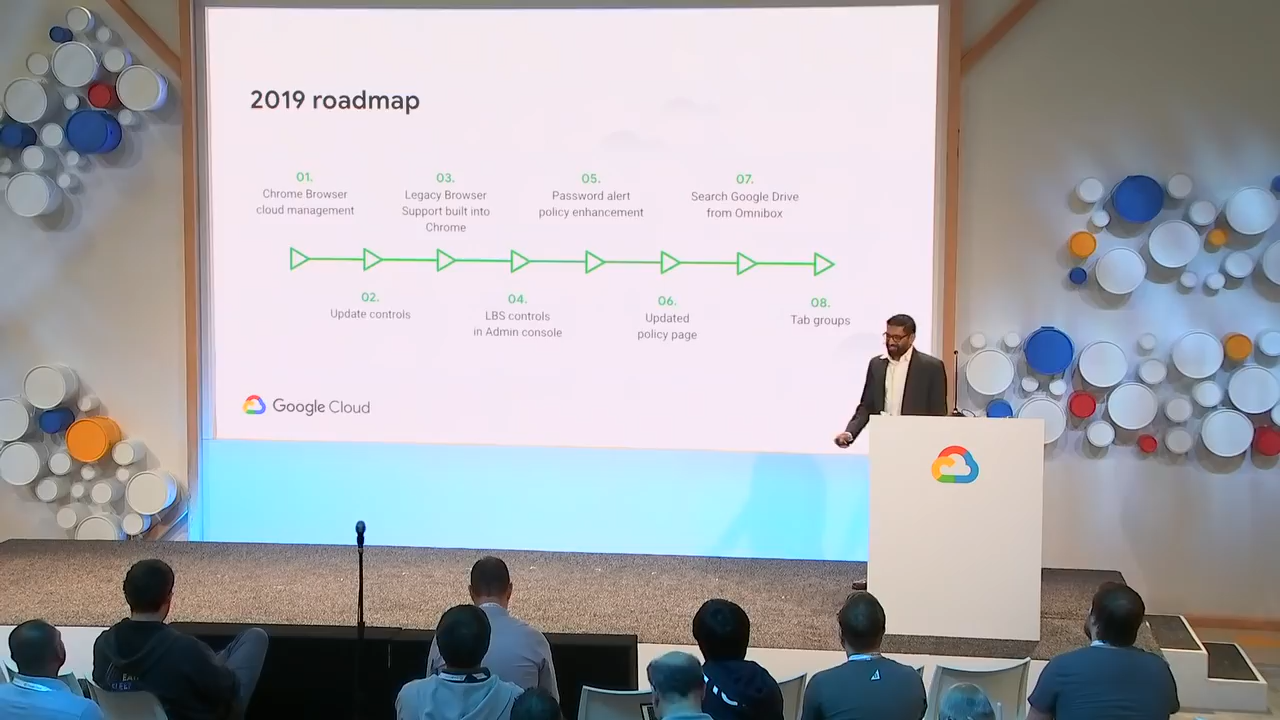 2019 roadmap
01.
Chrome Browser
cloud management
03.
Legacy Browser
Support built into
Chrome
05.
Password alert
policy enhancement
07.
Search Google Drive
from Omnibox
02.
Update controls
04.
LBS controls
in Admin console
06.
Updated
policy page
08.
Tab groups
Google Cloud